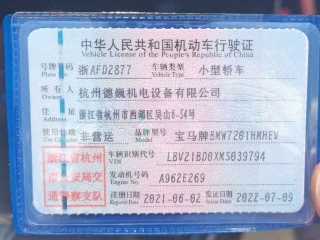 中华人民共和国机动车行驶证
Vehicle License of the People's Republic of China
号牌号码 浙AFD2877 车辆类型 小型轿车
Plate No. Vehicle Type
所有人 杭州德巍机电设备有限公司
Owner
住址 浙江省杭州市西湖区吴山6-54号
Address
使用性质 非营运 品牌型号 宝马牌BMW7201HMHEW
Use Character Model
浙江省杭州
市公安局交
通警察支队
车辆识别代号 LBV21BD0XKS039794
VIN
发动机号码 A962E269
Engine No.
注册日期 2021-06-02 发证日期 2022-07-09
Register Date Issue Date